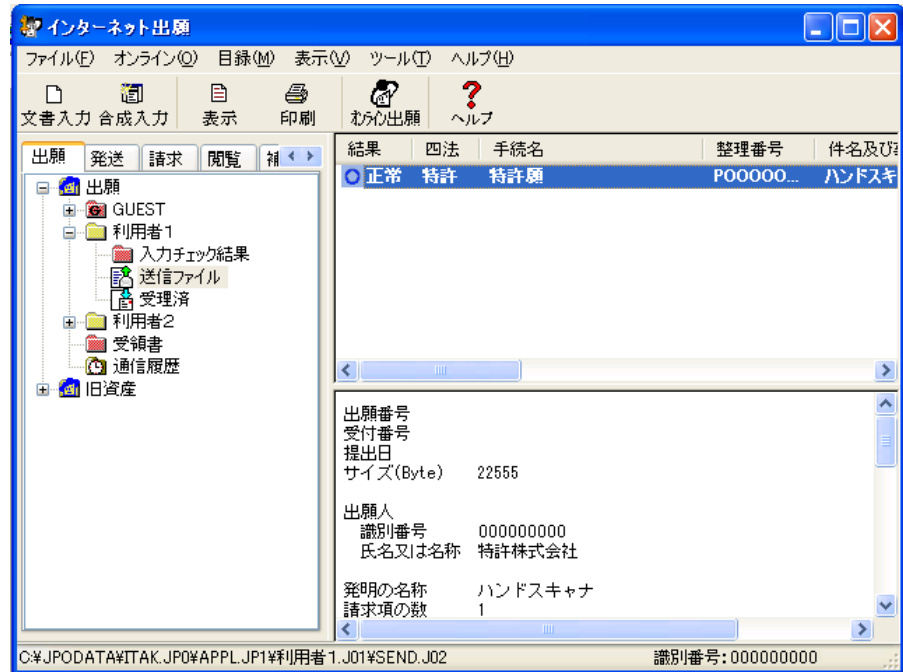 インターネット出願
ファイル(F) オンライン(O) 目録(M) 表示(V) ツール(T) ヘルプ(H)
文書入力 合成入力 表示 印刷 オンライン出願 ヘルプ
出願 発送 請求 閲覧 補
出願
GUEST
利用者1
入力チェック結果
送信ファイル
受理済
利用者2
受領書
通信履歴
旧資産
結果 四法 手続名 整理番号 件名及び
正常 特許 特許願 P00000... ハンドスキ
出願番号
受付番号
提出日
サイズ(Byte) 22555
出願人
識別番号 000000000
氏名又は名称 特許株式会社
発明の名称 ハンドスキャナ
請求項の数 1
C:¥JPODATA¥ITAK.JP0¥APPL.JP1¥利用者1.J01¥SEND.J02 識別番号:000000000